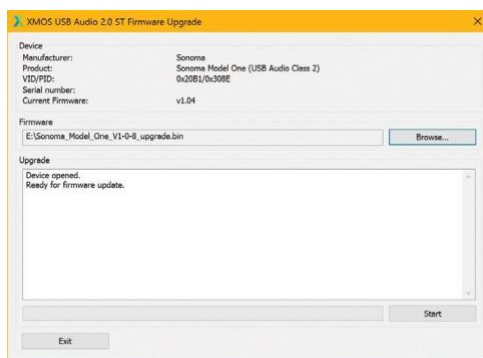 XMOS USB Audio 2.0 ST Firmware Upgrade
Device
Manufacturer: Sonoma
Product: Sonoma Model One (USB Audio Class 2)
VID/PID: 0x20B1/0x308E
Serial number:
Current Firmware: v1.04
Firmware
E:\Sonoma_Model_One_V1-0-8_upgrade.bin Browse...
Upgrade
Device opened.
Ready for firmware update.
Start
Exit